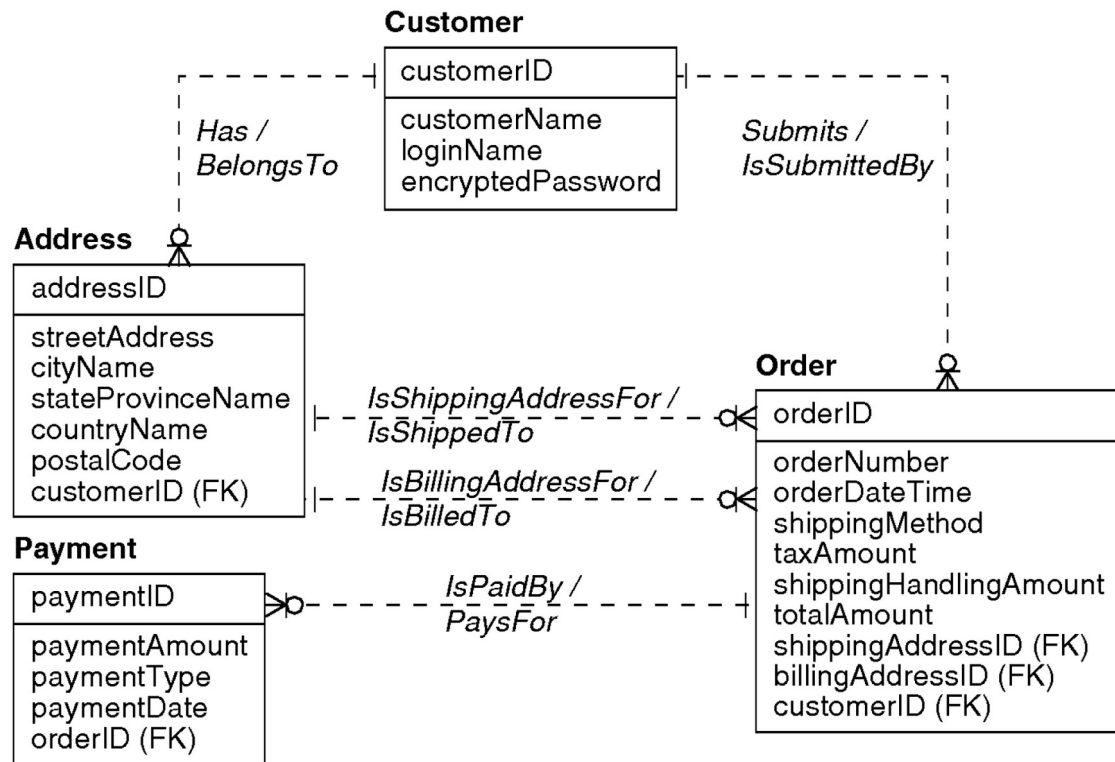 Customer
customerID
customerName
loginName
encryptedPassword
Has /
BelongsTo
Submits /
IsSubmittedBy
Address
addressID
streetAddress
cityName
stateProvinceName
countryName
postalCode
customerID (FK)
IsShippingAddressFor /
IsShippedTo
IsBillingAddressFor /
IsBilledTo
Order
orderID
orderNumber
orderDateTime
shippingMethod
taxAmount
shippingHandlingAmount
totalAmount
shippingAddressID (FK)
billingAddressID (FK)
customerID (FK)
Payment
paymentID
paymentAmount
paymentType
paymentDate
orderID (FK)
IsPaidBy /
PaysFor